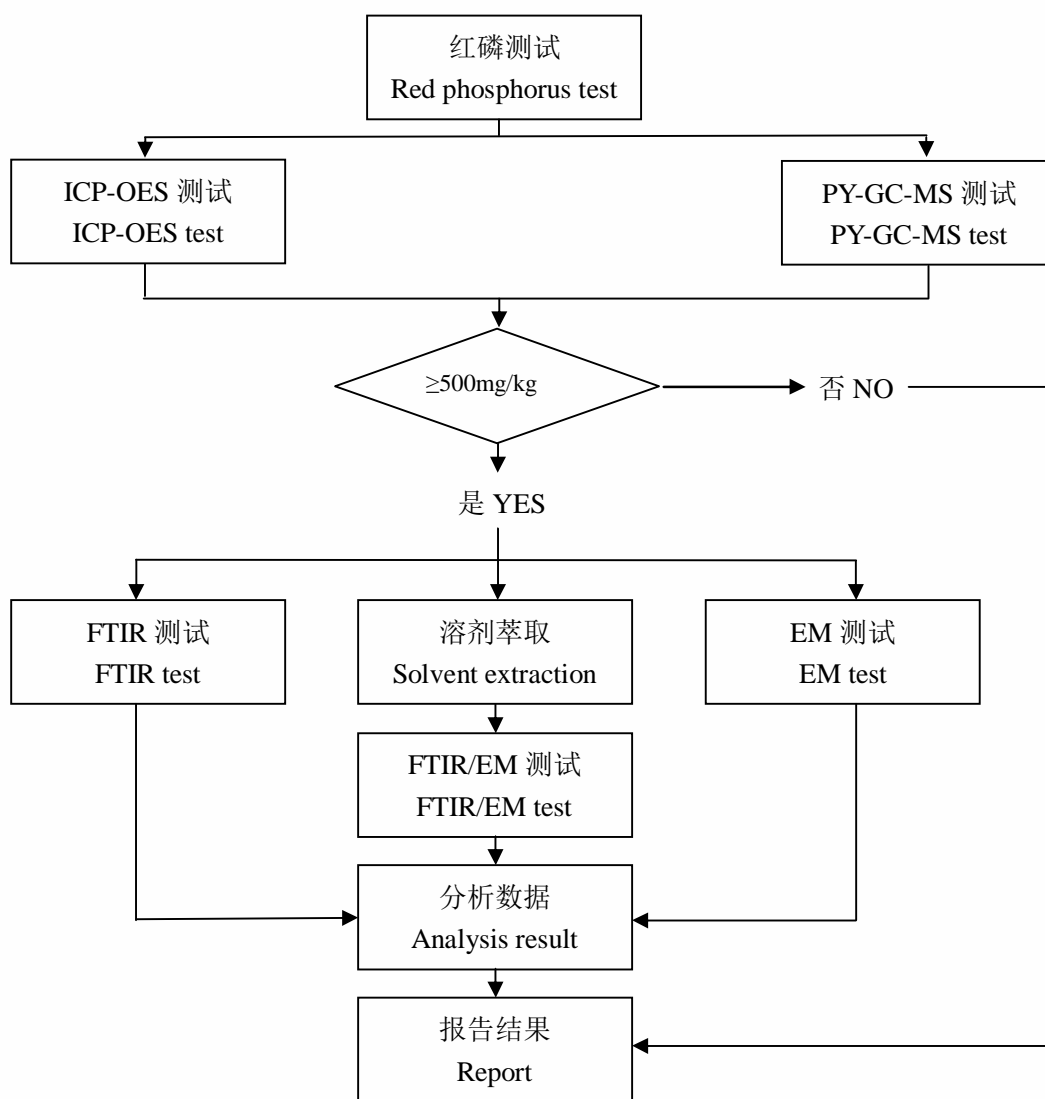 红磷测试
Red phosphorus test
ICP-OES 测试
ICP-OES test
PY-GC-MS 测试
PY-GC-MS test
≥500mg/kg
否 NO
是 YES
FTIR 测试
FTIR test
溶剂萃取
Solvent extraction
EM 测试
EM test
FTIR/EM 测试
FTIR/EM test
分析数据
Analysis result
报告结果
Report